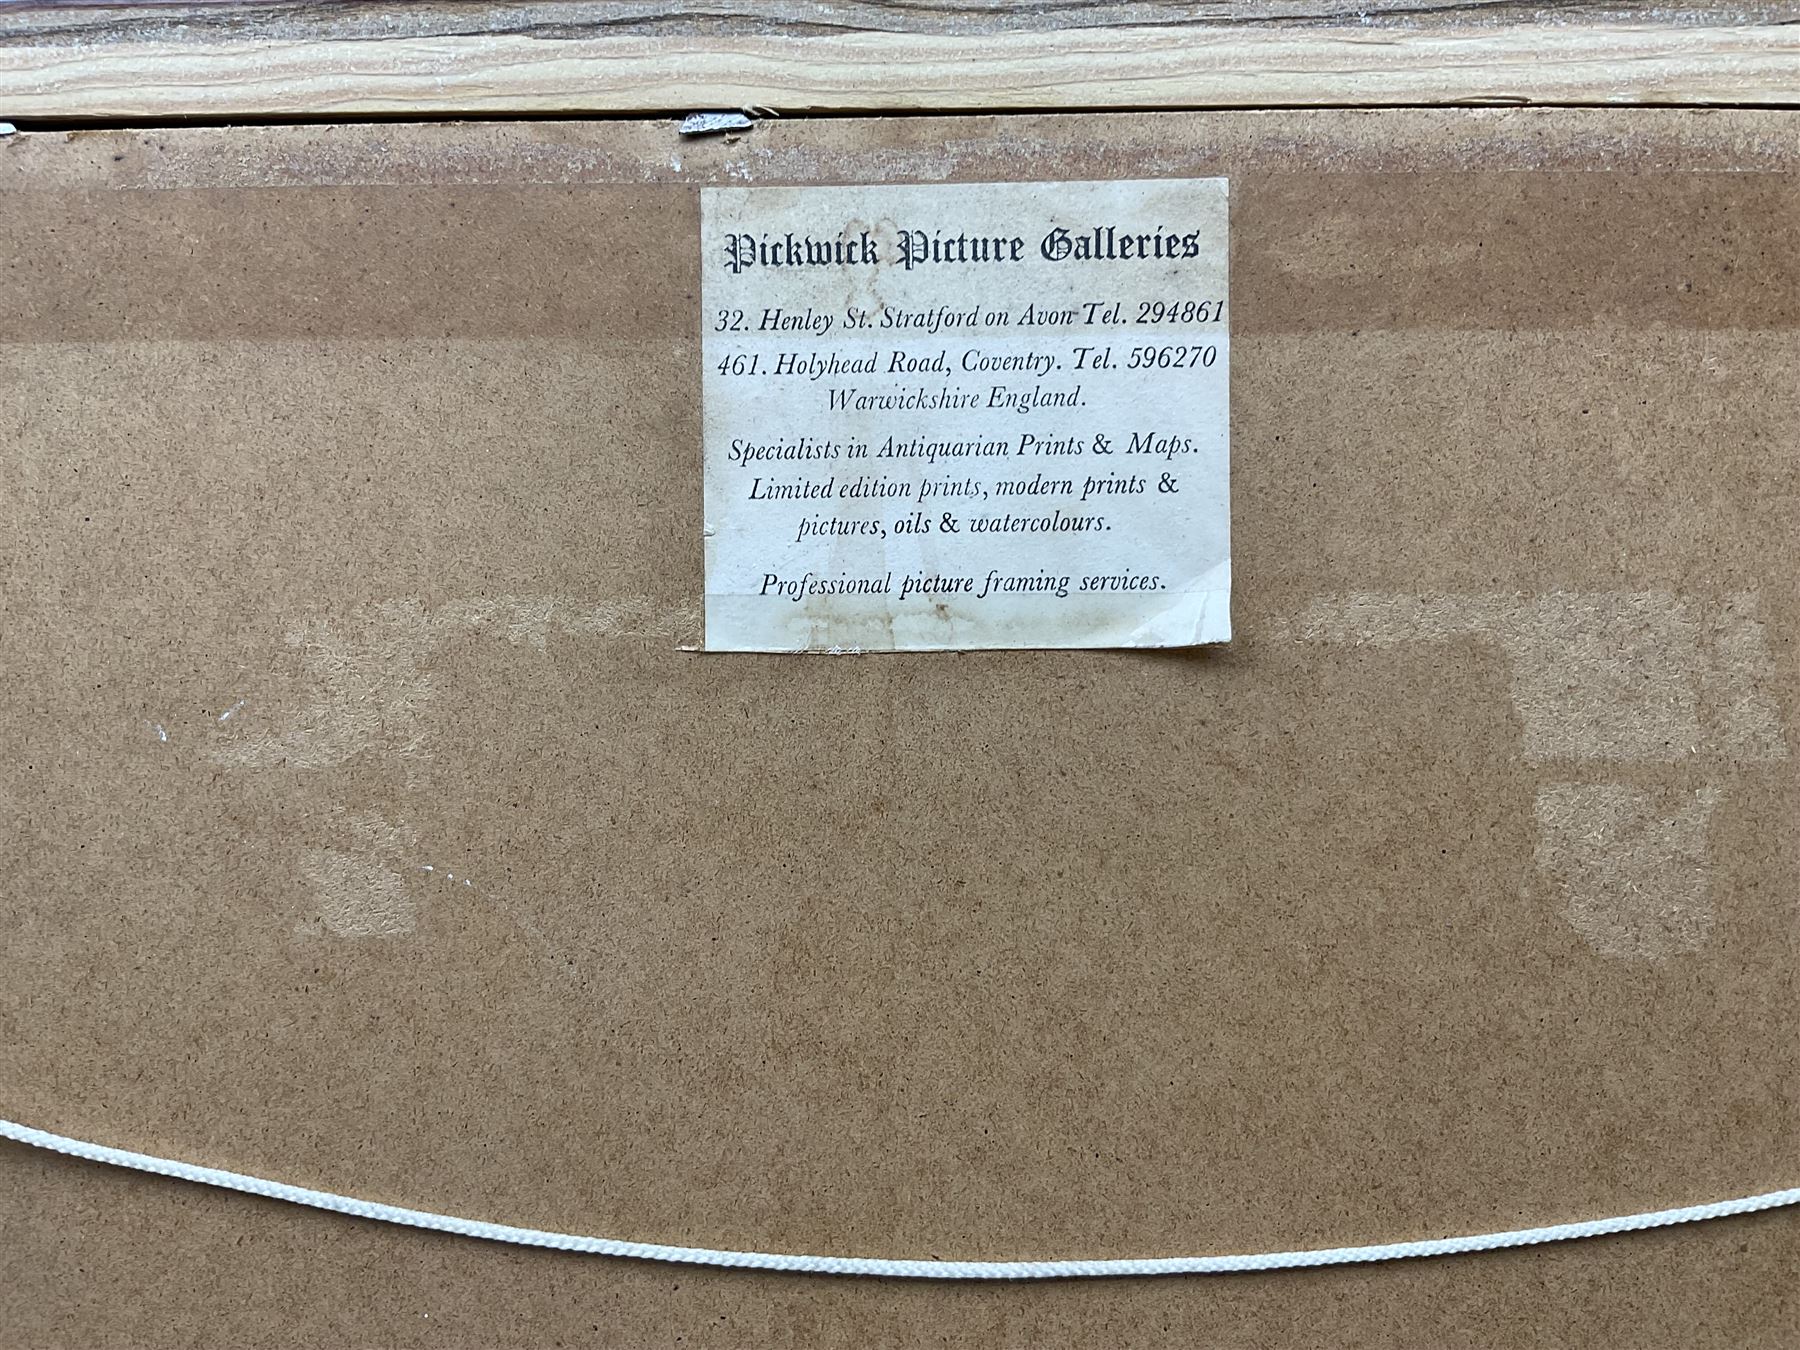 Pickwick Picture Galleries
32. Henley St. Stratford on Avon-Tel. 294861
461. Holyhead Road, Coventry. Tel. 596270
Warwickshire England.
Specialists in Antiquarian Prints & Maps.
Limited edition prints, modern prints &
pictures, oils & watercolours.
Professional picture framing services.